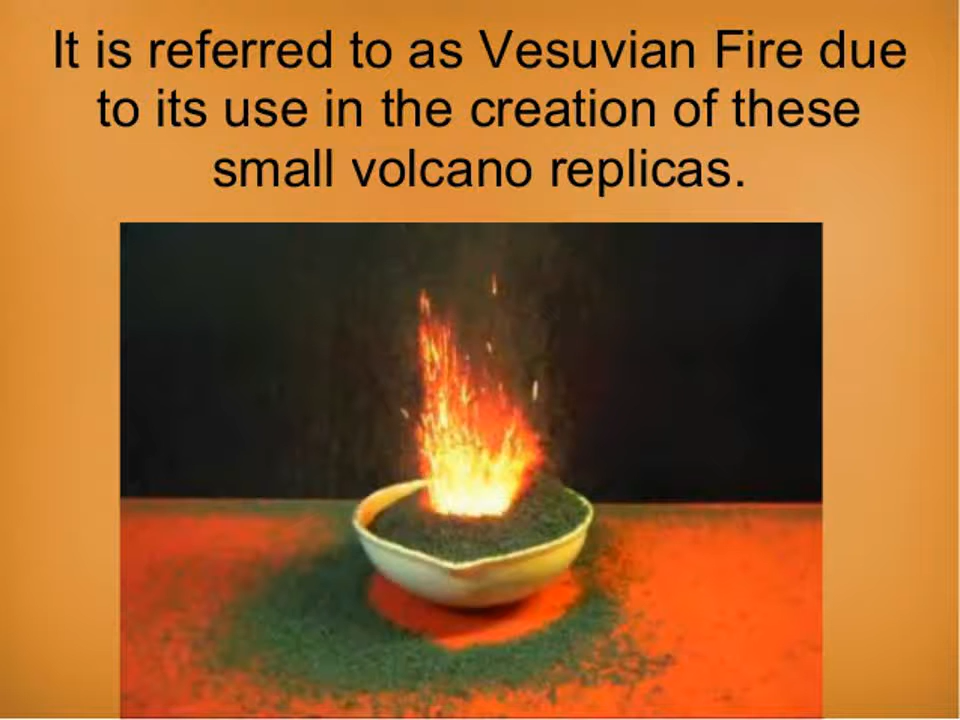 It is referred to as Vesuvian Fire due
to its use in the creation of these
small volcano replicas.